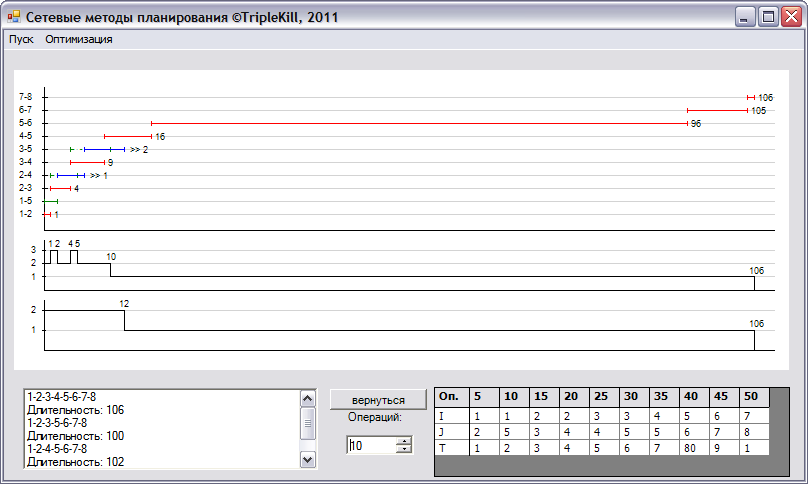 Сетевые методы планирования ©TripleKill, 2011
Пуск Оптимизация
7-8 106
6-7 105
5-6 96
4-5 16
3-5 >> 2
3-4 9
2-4 >> 1
2-3 4
1-5
1-2 1
1 2 4 5
3
10
2
106
1
12
2
106
1
1-2-3-4-5-6-7-8
Длительность: 106
1-2-3-5-6-7-8
Длительность: 100
1-2-4-5-6-7-8
Длительность: 102
вернуться
Операций:
10
Оп. 5 10 15 20 25 30 35 40 45 50
I 1 1 2 2 3 3 4 5 6 7
J 2 5 3 4 4 5 5 6 7 8
T 1 2 3 4 5 6 7 80 9 1